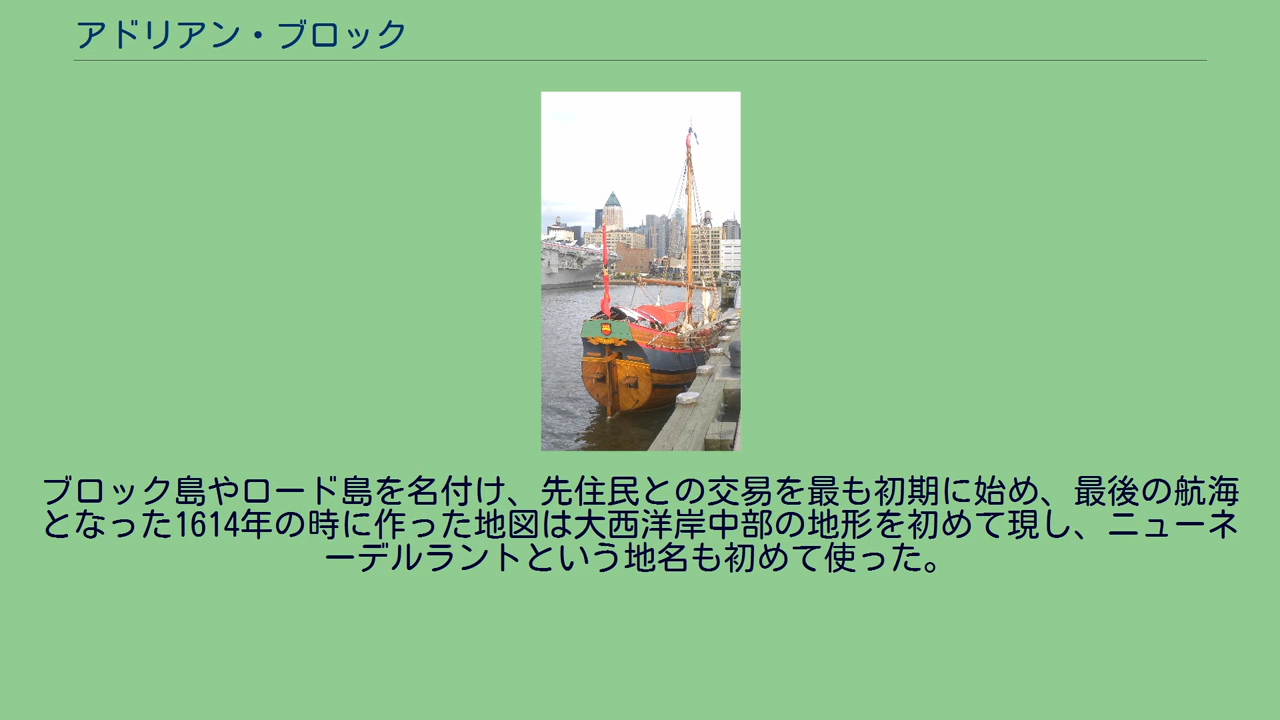 アドリアン・ブロック
ブロック島やロード島を名付け、先住民との交易を最も初期に始め、最後の航海
となった1614年の時に作った地図は大西洋岸中部の地形を初めて現し、ニューネ
ーデルラントという地名も初めて使った。